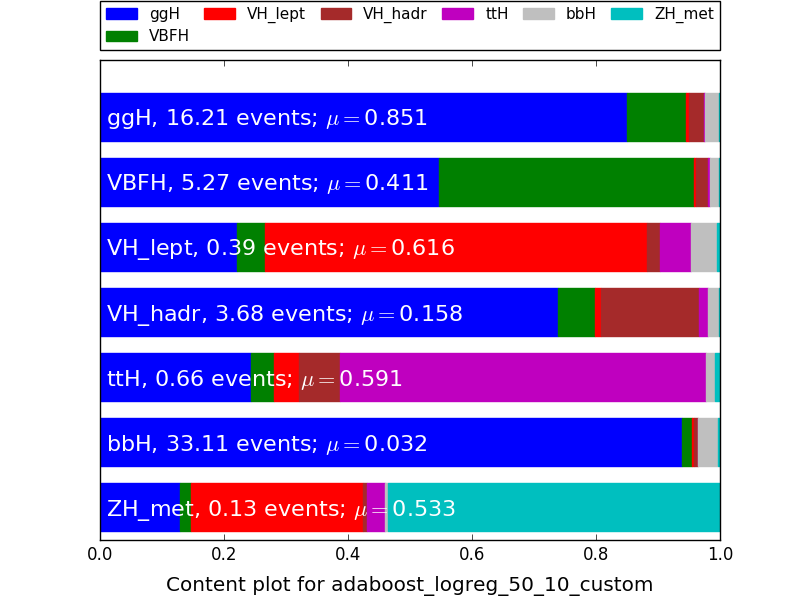 ggH VH_lept VH_hadr ttH bbH ZH_met
VBFH
ggH, 16.21 events; μ = 0.851
VBFH, 5.27 events; μ = 0.411
VH_lept, 0.39 events; μ = 0.616
VH_hadr, 3.68 events; μ = 0.158
ttH, 0.66 events; μ = 0.591
bbH, 33.11 events; μ = 0.032
ZH_met, 0.13 events; μ = 0.533
0.0 0.2 0.4 0.6 0.8 1.0
Content plot for adaboost_logreg_50_10_custom